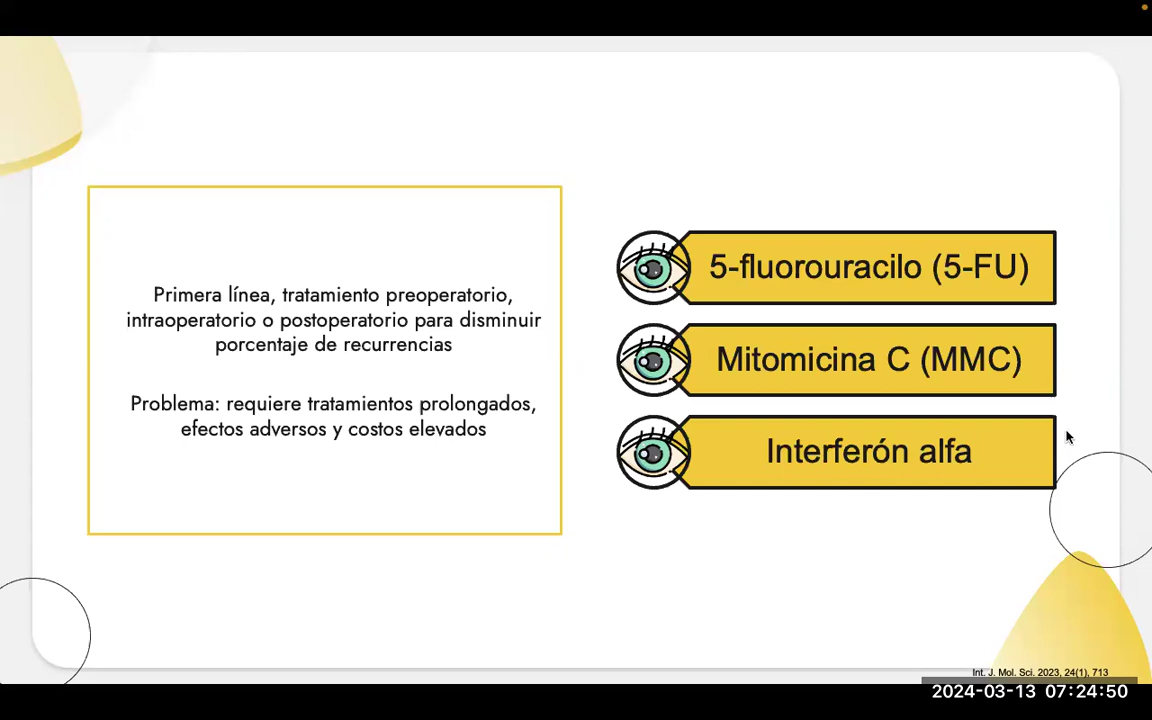 Primera línea, tratamiento preoperatorio,
intraoperatorio o postoperatorio para disminuir
porcentaje de recurrencias
Problema: requiere tratamientos prolongados,
efectos adversos y costos elevados
5-fluorouracilo (5-FU)
Mitomicina C (MMC)
Interferón alfa
Int. J. Mol. Sci. 2023, 24(1), 713
2024-03-13 07:24:50